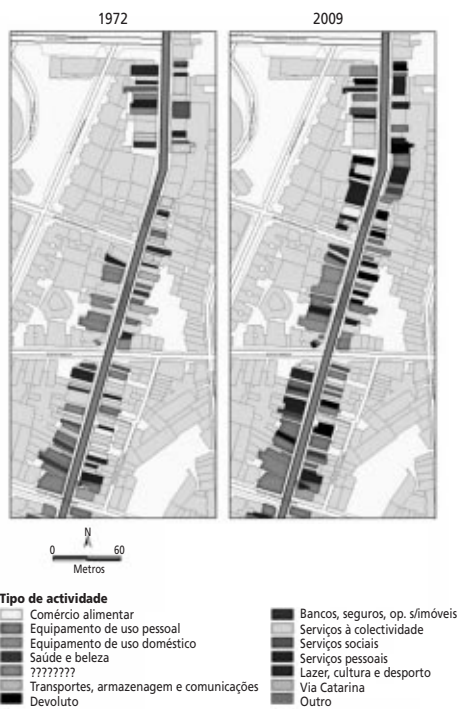 1972
2009
N
0
60
Metros
Tipo de actividade
Comércio alimentar
Equipamento de uso pessoal
Equipamento de uso doméstico
Saúde e beleza
????????
Transportes, armazenagem e comunicações
Devoluto
Bancos, seguros, op. s/imóveis
Serviços à colectividade
Serviços sociais
Serviços pessoais
Lazer, cultura e desporto
Via Catarina
Outro